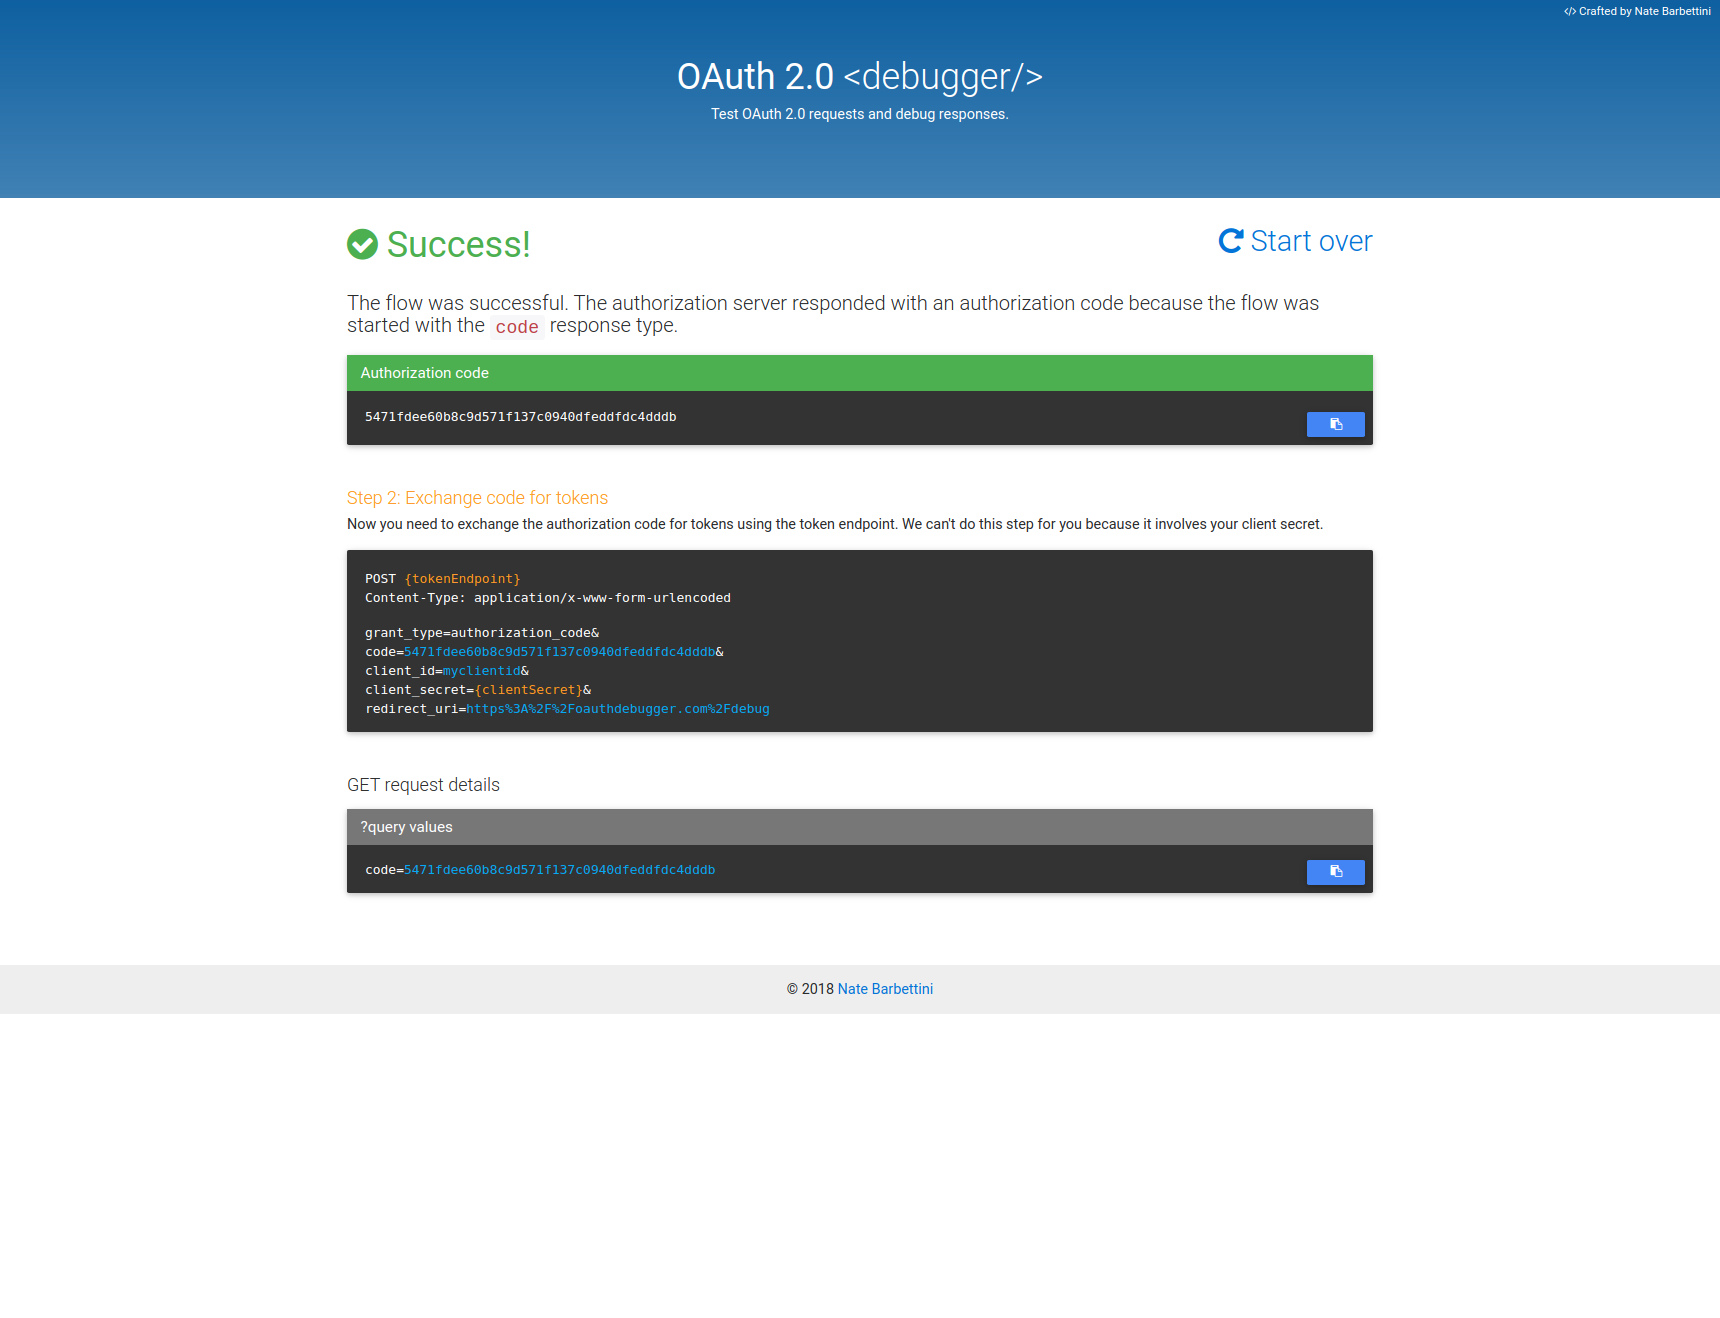 </> Crafted by Nate Barbettini
OAuth 2.0 <debugger/>
Test OAuth 2.0 requests and debug responses.
Success!
Start over
The flow was successful. The authorization server responded with an authorization code because the flow was
started with the code response type.
Authorization code
5471fdee60b8c9d571f137c0940dfeddfdc4dddb
Step 2: Exchange code for tokens
Now you need to exchange the authorization code for tokens using the token endpoint. We can't do this step for you because it involves your client secret.
POST {tokenEndpoint}
Content-Type: application/x-www-form-urlencoded
grant_type=authorization_code&
code=5471fdee60b8c9d571f137c0940dfeddfdc4dddb&
client_id=myclientid&
client_secret={clientSecret}&
redirect_uri=https%3A%2F%2Foauthdebugger.com%2Fdebug
GET request details
?query values
code=5471fdee60b8c9d571f137c0940dfeddfdc4dddb
© 2018 Nate Barbettini